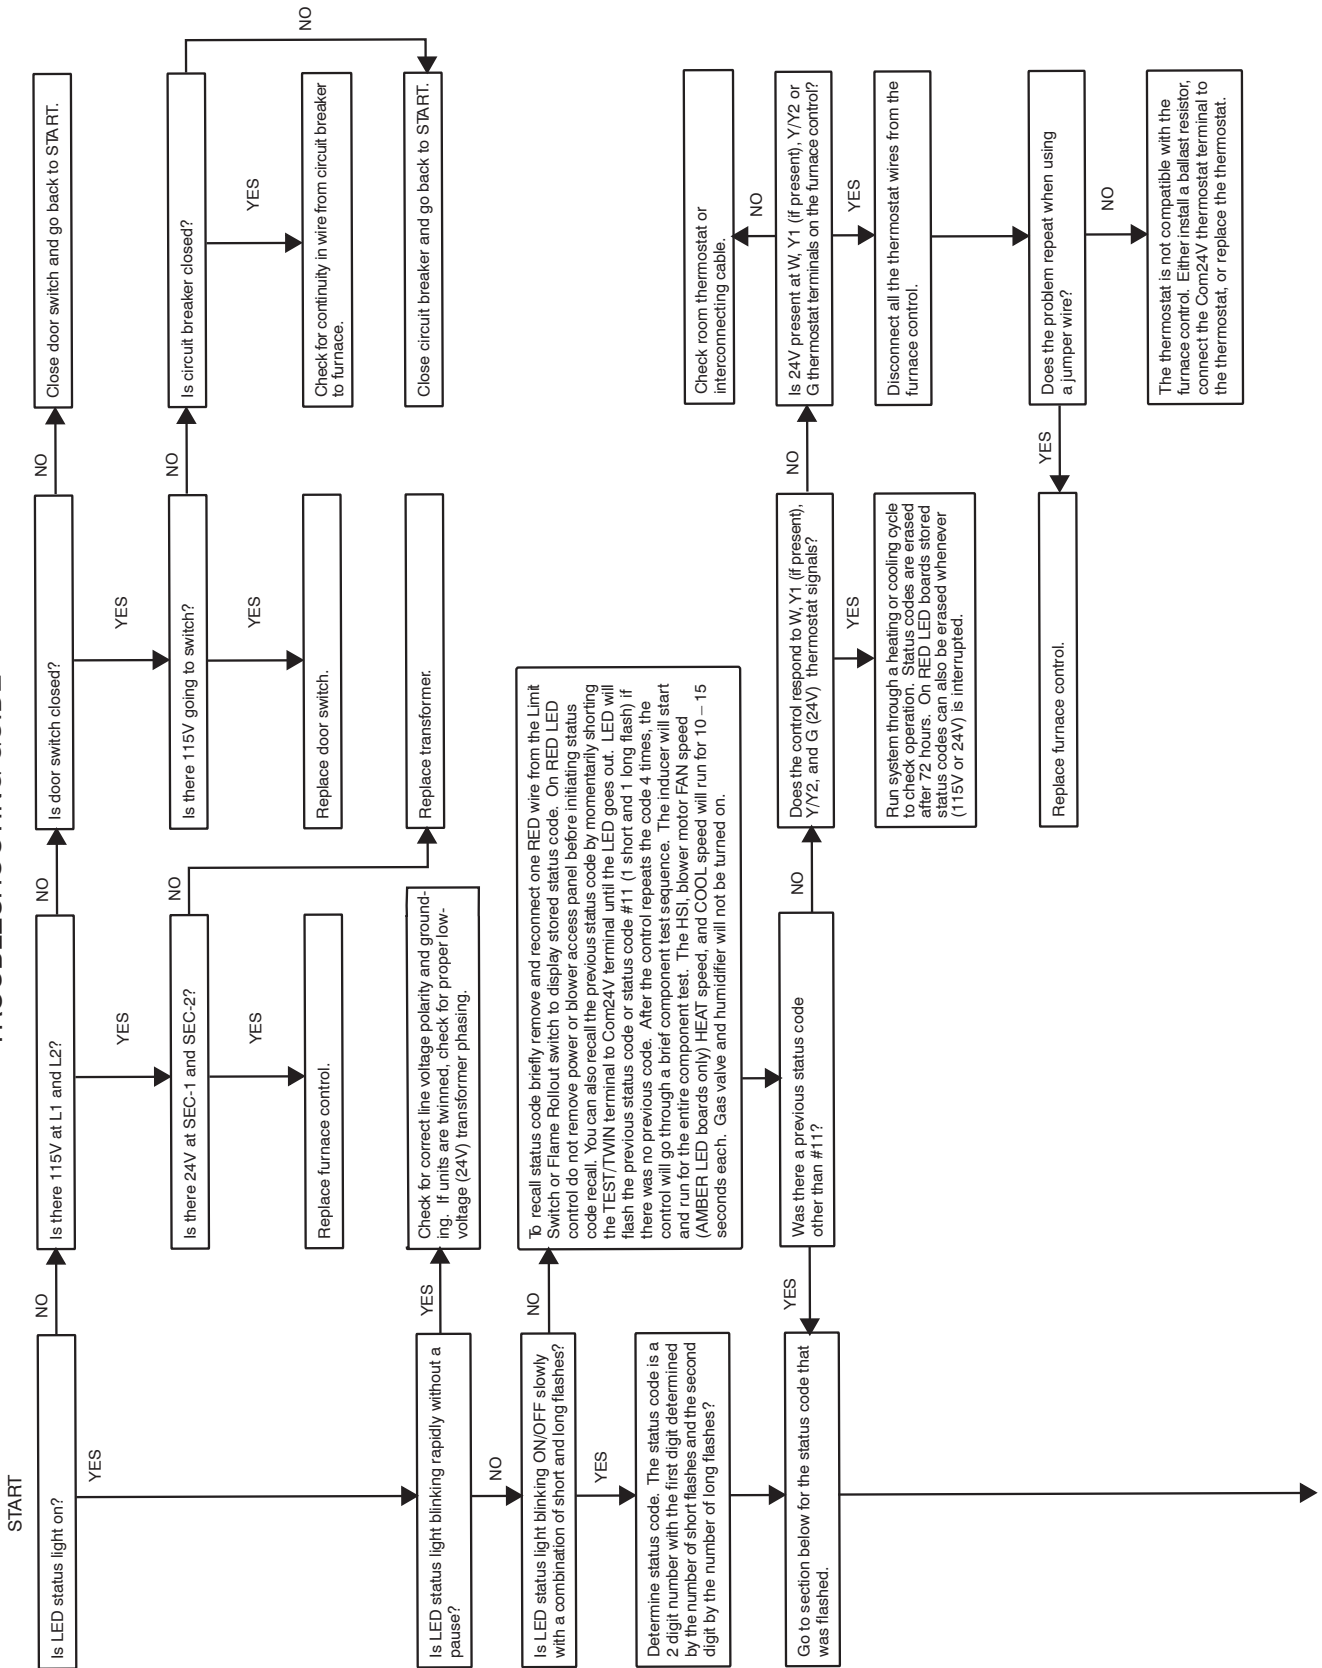 START
Is LED status light on?
NO
YES
Is there 115V at L1 and L2?
NO
YES
Is door switch closed?
NO
YES
Close door switch and go back to START.
Is there 24V at SEC-1 and SEC-2?
NO
YES
Is there 115V going to switch?
NO
YES
Is circuit breaker closed?
NO
YES
Replace furnace control.
Replace door switch.
Check for continuity in wire from circuit breaker
to furnace.
Is LED status light blinking rapidly without a
pause?
YES
NO
Check for correct line voltage polarity and ground-
ing. If units are twinned, check for proper low-
voltage (24V) transformer phasing.
Replace transformer.
Close circuit breaker and go back to START.
Is LED status light blinking ON/OFF slowly
with a combination of short and long flashes?
NO
YES
To recall status code briefly remove and reconnect one RED wire from the Limit
Switch or Flame Rollout switch to display stored status code. On RED LED
control do not remove power or blower access panel before initiating status
code recall. You can also recall the previous status code by momentarily shorting
the TEST/TWIN terminal to Com24V terminal until the LED goes out. LED will
flash the previous status code or status code #11 (1 short and 1 long flash) if
there was no previous code. After the control repeats the code 4 times, the
control will go through a brief component test sequence. The inducer will start
and run for the entire component test. The HSI, blower motor FAN speed
(AMBER LED boards only) HEAT speed, and COOL speed will run for 10 – 15
seconds each. Gas valve and humidifier will not be turned on.
Determine status code. The status code is a
2 digit number with the first digit determined
by the number of short flashes and the second
digit by the number of long flashes?
Go to section below for the status code that
was flashed.
YES
Was there a previous status code
other than #11?
NO
Does the control respond to W, Y1 (if present),
Y/Y2, and G (24V) thermostat signals?
NO
YES
Is 24V present at W, Y1 (if present), Y/Y2 or
G thermostat terminals on the furnace control?
NO
YES
Check room thermostat or
interconnecting cable.
Run system through a heating or cooling cycle
to check operation. Status codes are erased
after 72 hours. On RED LED boards stored
status codes can also be erased whenever
(115V or 24V) is interrupted.
Disconnect all the thermostat wires from the
furnace control.
Does the problem repeat when using
a jumper wire?
YES
NO
Replace furnace control.
The thermostat is not compatible with the
furnace control. Either install a ballast resistor,
connect the Com24V thermostat terminal to
the thermostat, or replace the thermostat.